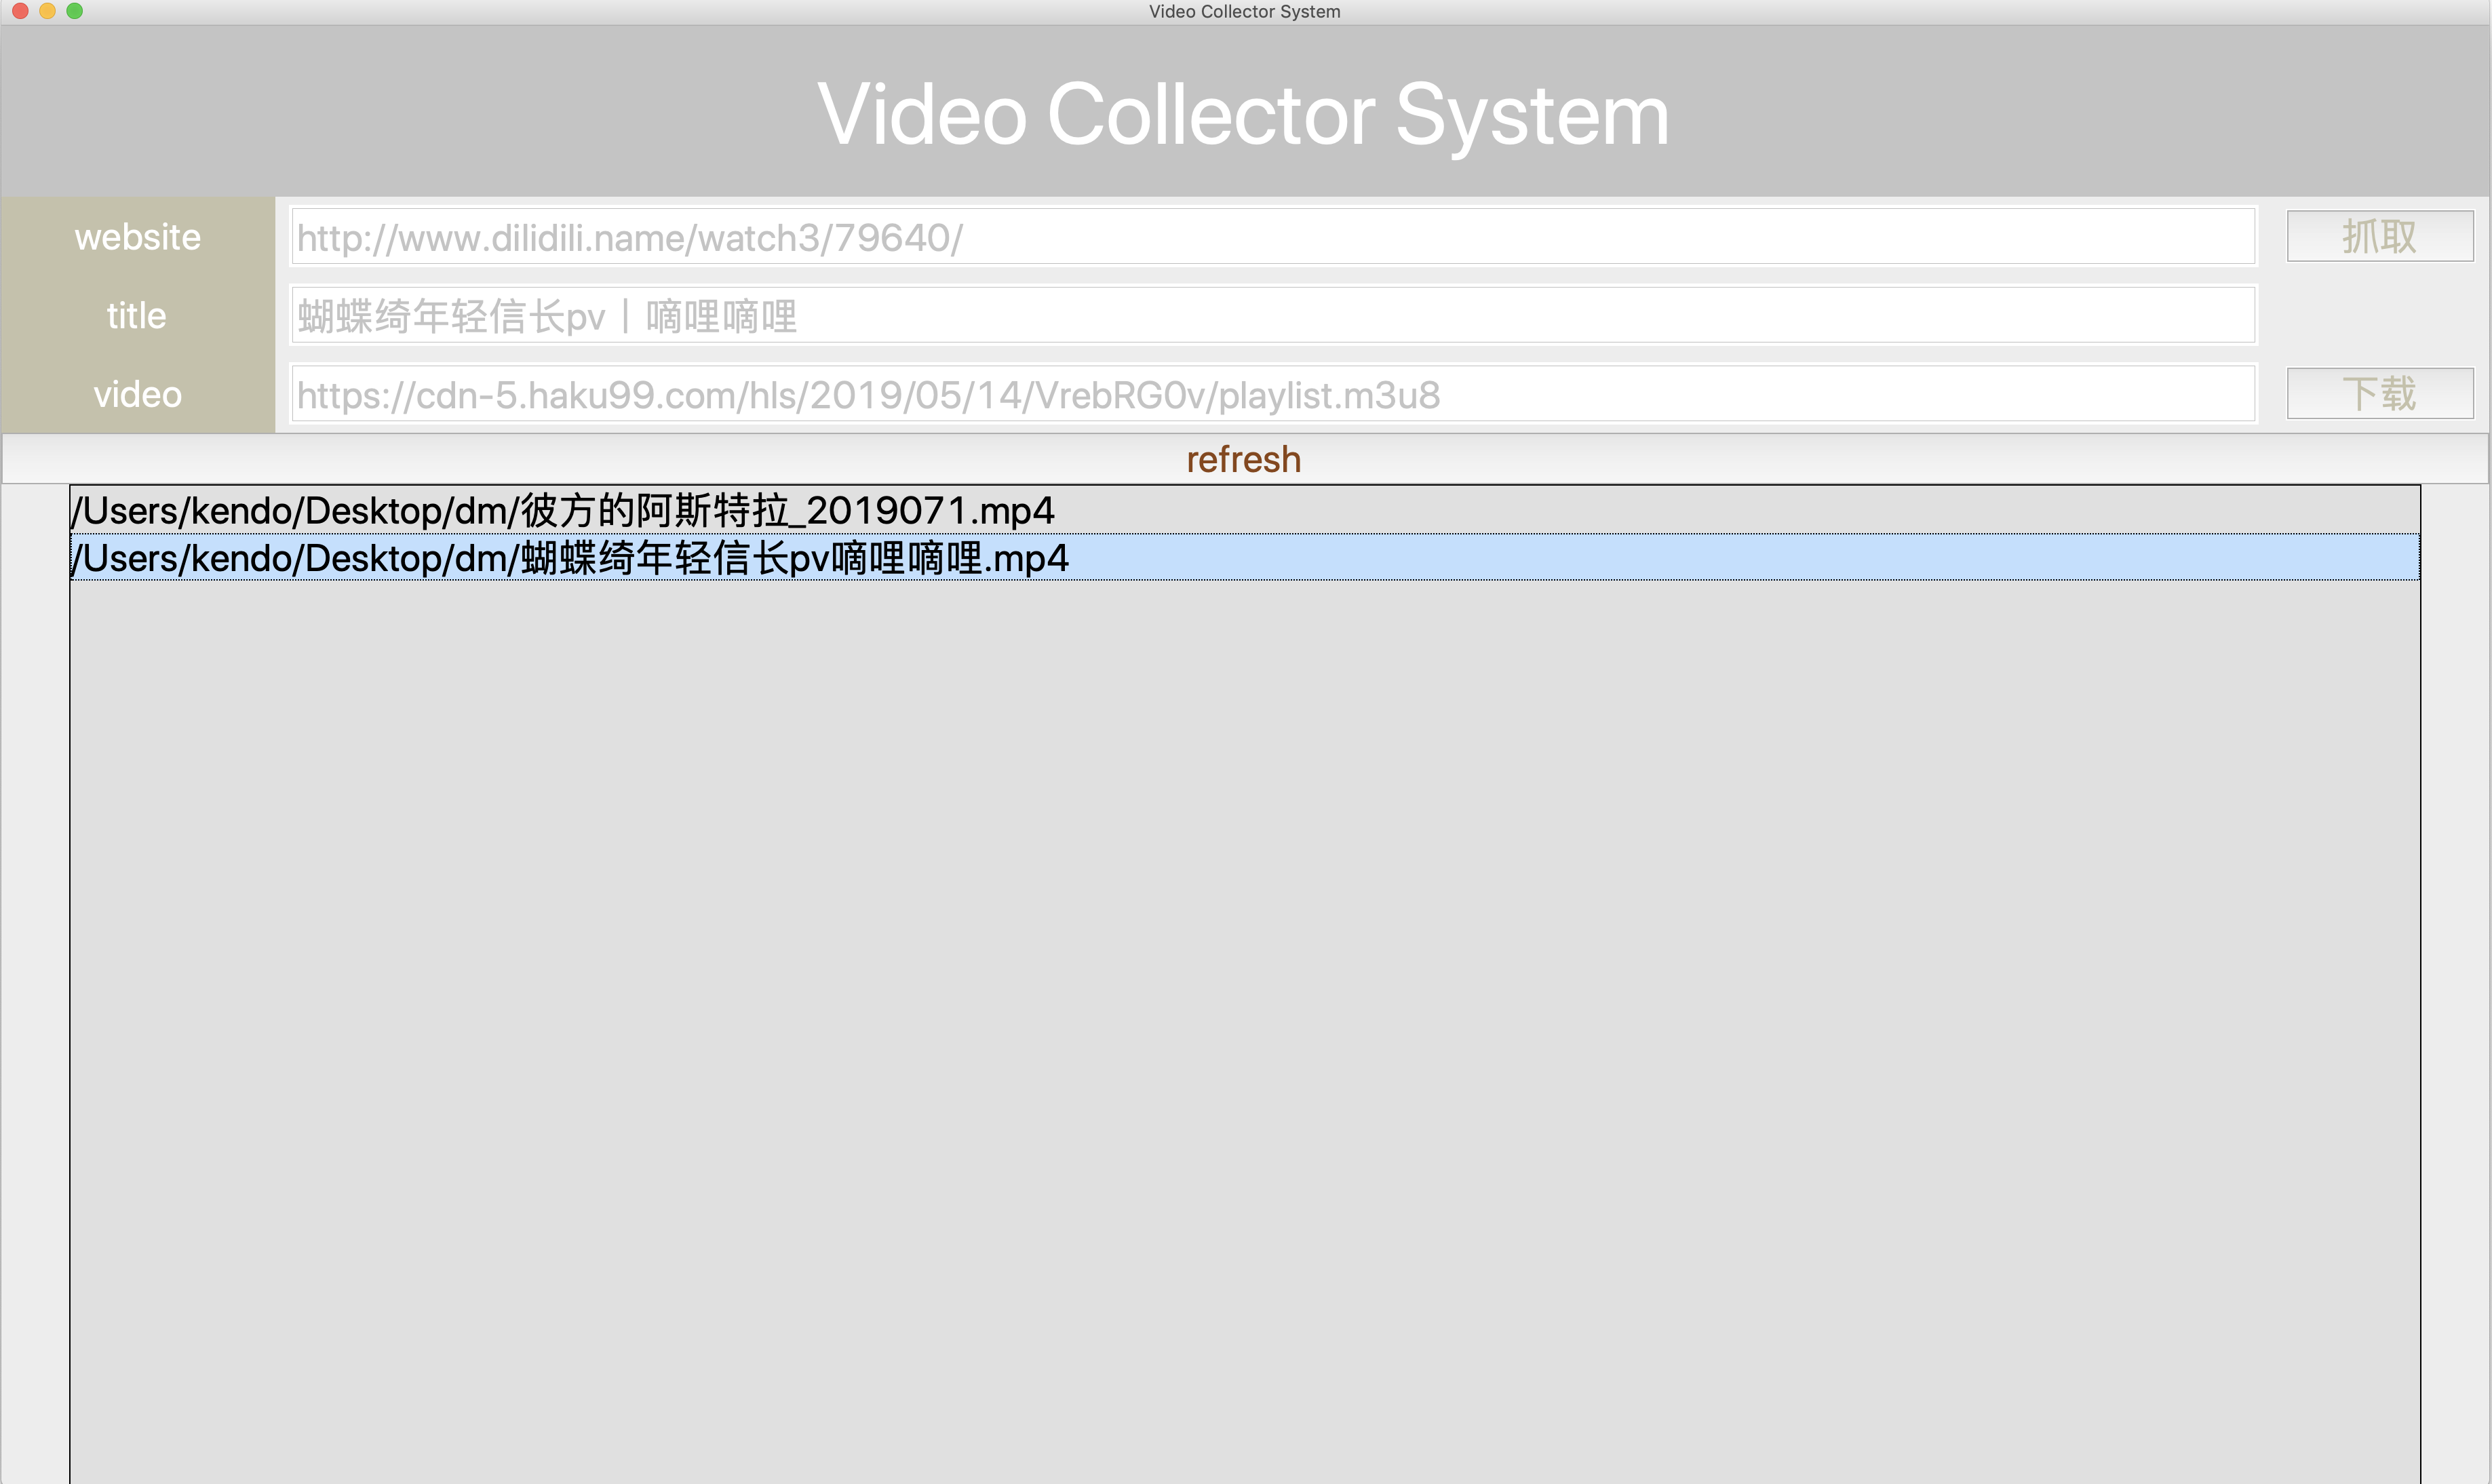 Video Collector System
Video Collector System
website http://www.dilidili.name/watch3/79640/ 抓取
title 蝴蝶绮年轻信长pv丨嘀哩嘀哩
video https://cdn-5.haku99.com/hls/2019/05/14/VrebRG0v/playlist.m3u8 下载
refresh
/Users/kendo/Desktop/dm/彼方的阿斯特拉_2019071.mp4
/Users/kendo/Desktop/dm/蝴蝶绮年轻信长pv嘀哩嘀哩.mp4